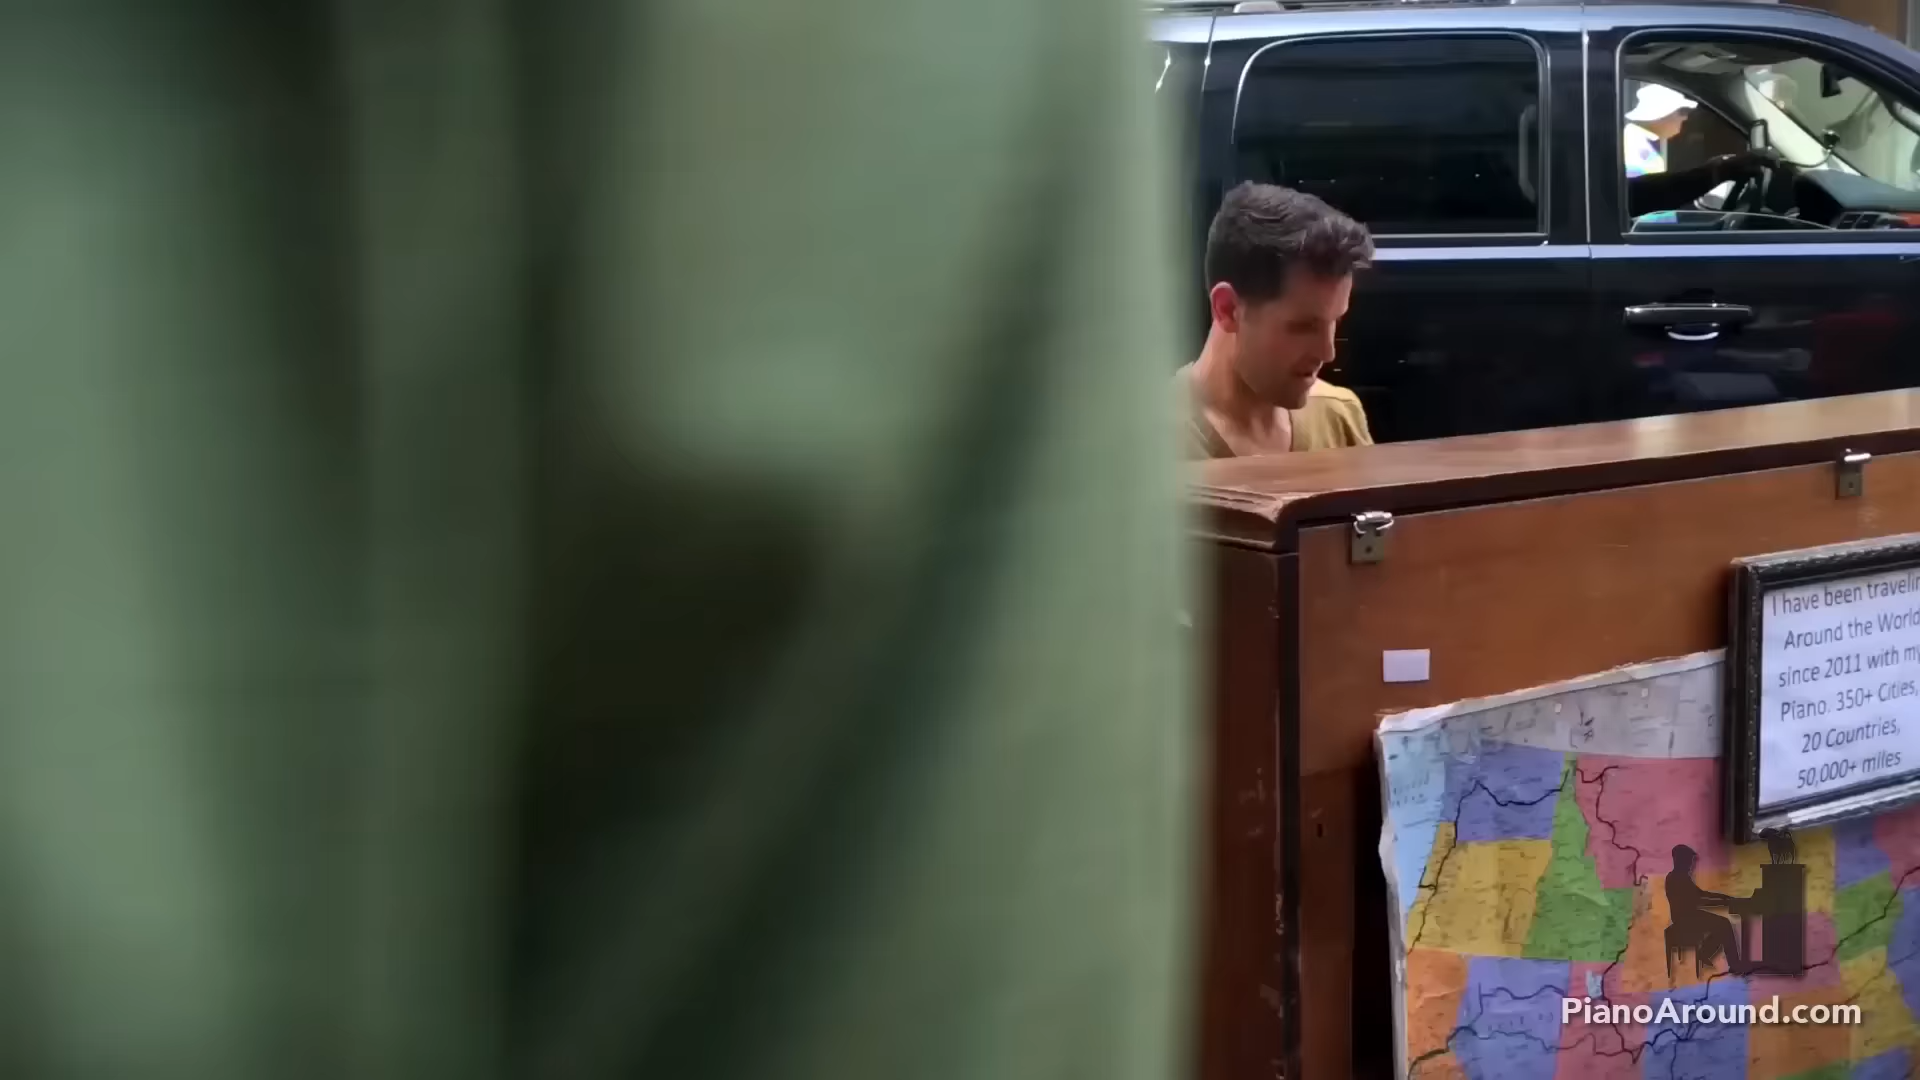 I have been travelin
Around the World
since 2011 with my
Piano. 350+ Cities,
20 Countries,
50,000+ miles
PianoAround.com